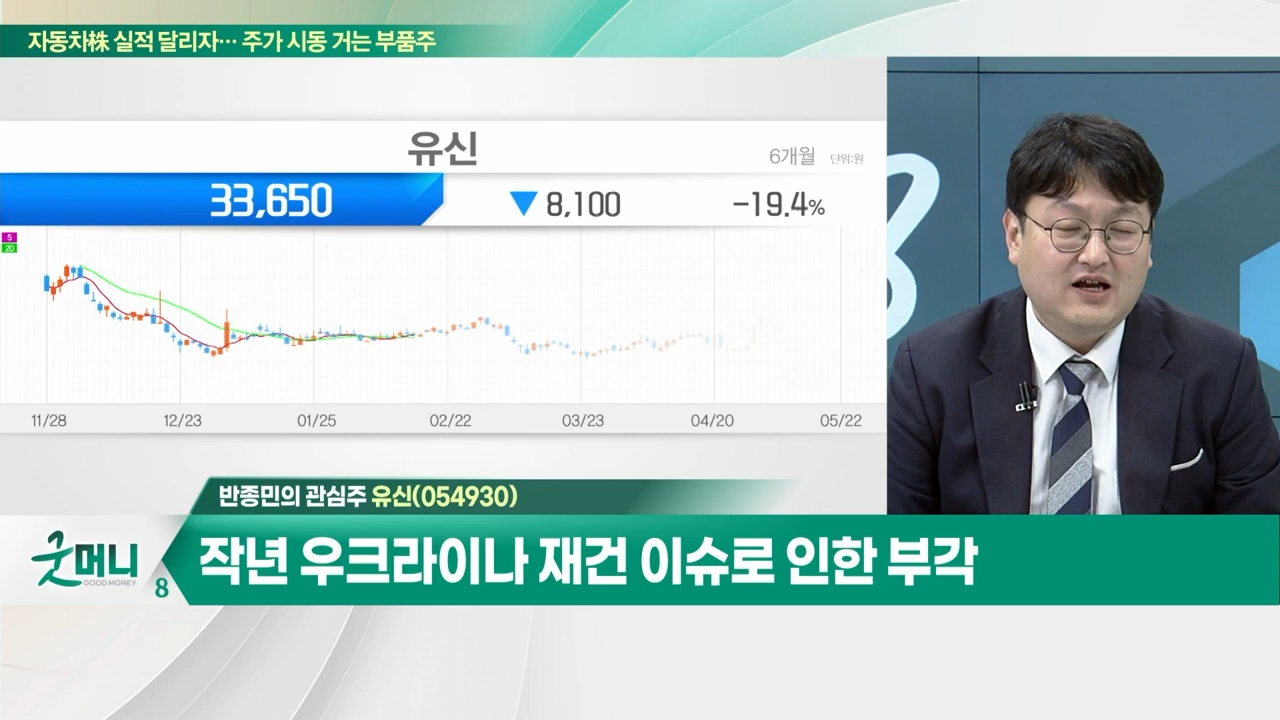 자동차株 실적 달리자… 주가 시동 거는 부품주
유신
6개월 단위:원
33,650 ▼ 8,100 -19.4%
5
20
11/28 12/23 01/25 02/22 03/23 04/20 05/22
반종민의 관심주 유신(054930)
굿머니
GOOD MONEY
8
작년 우크라이나 재건 이슈로 인한 부각